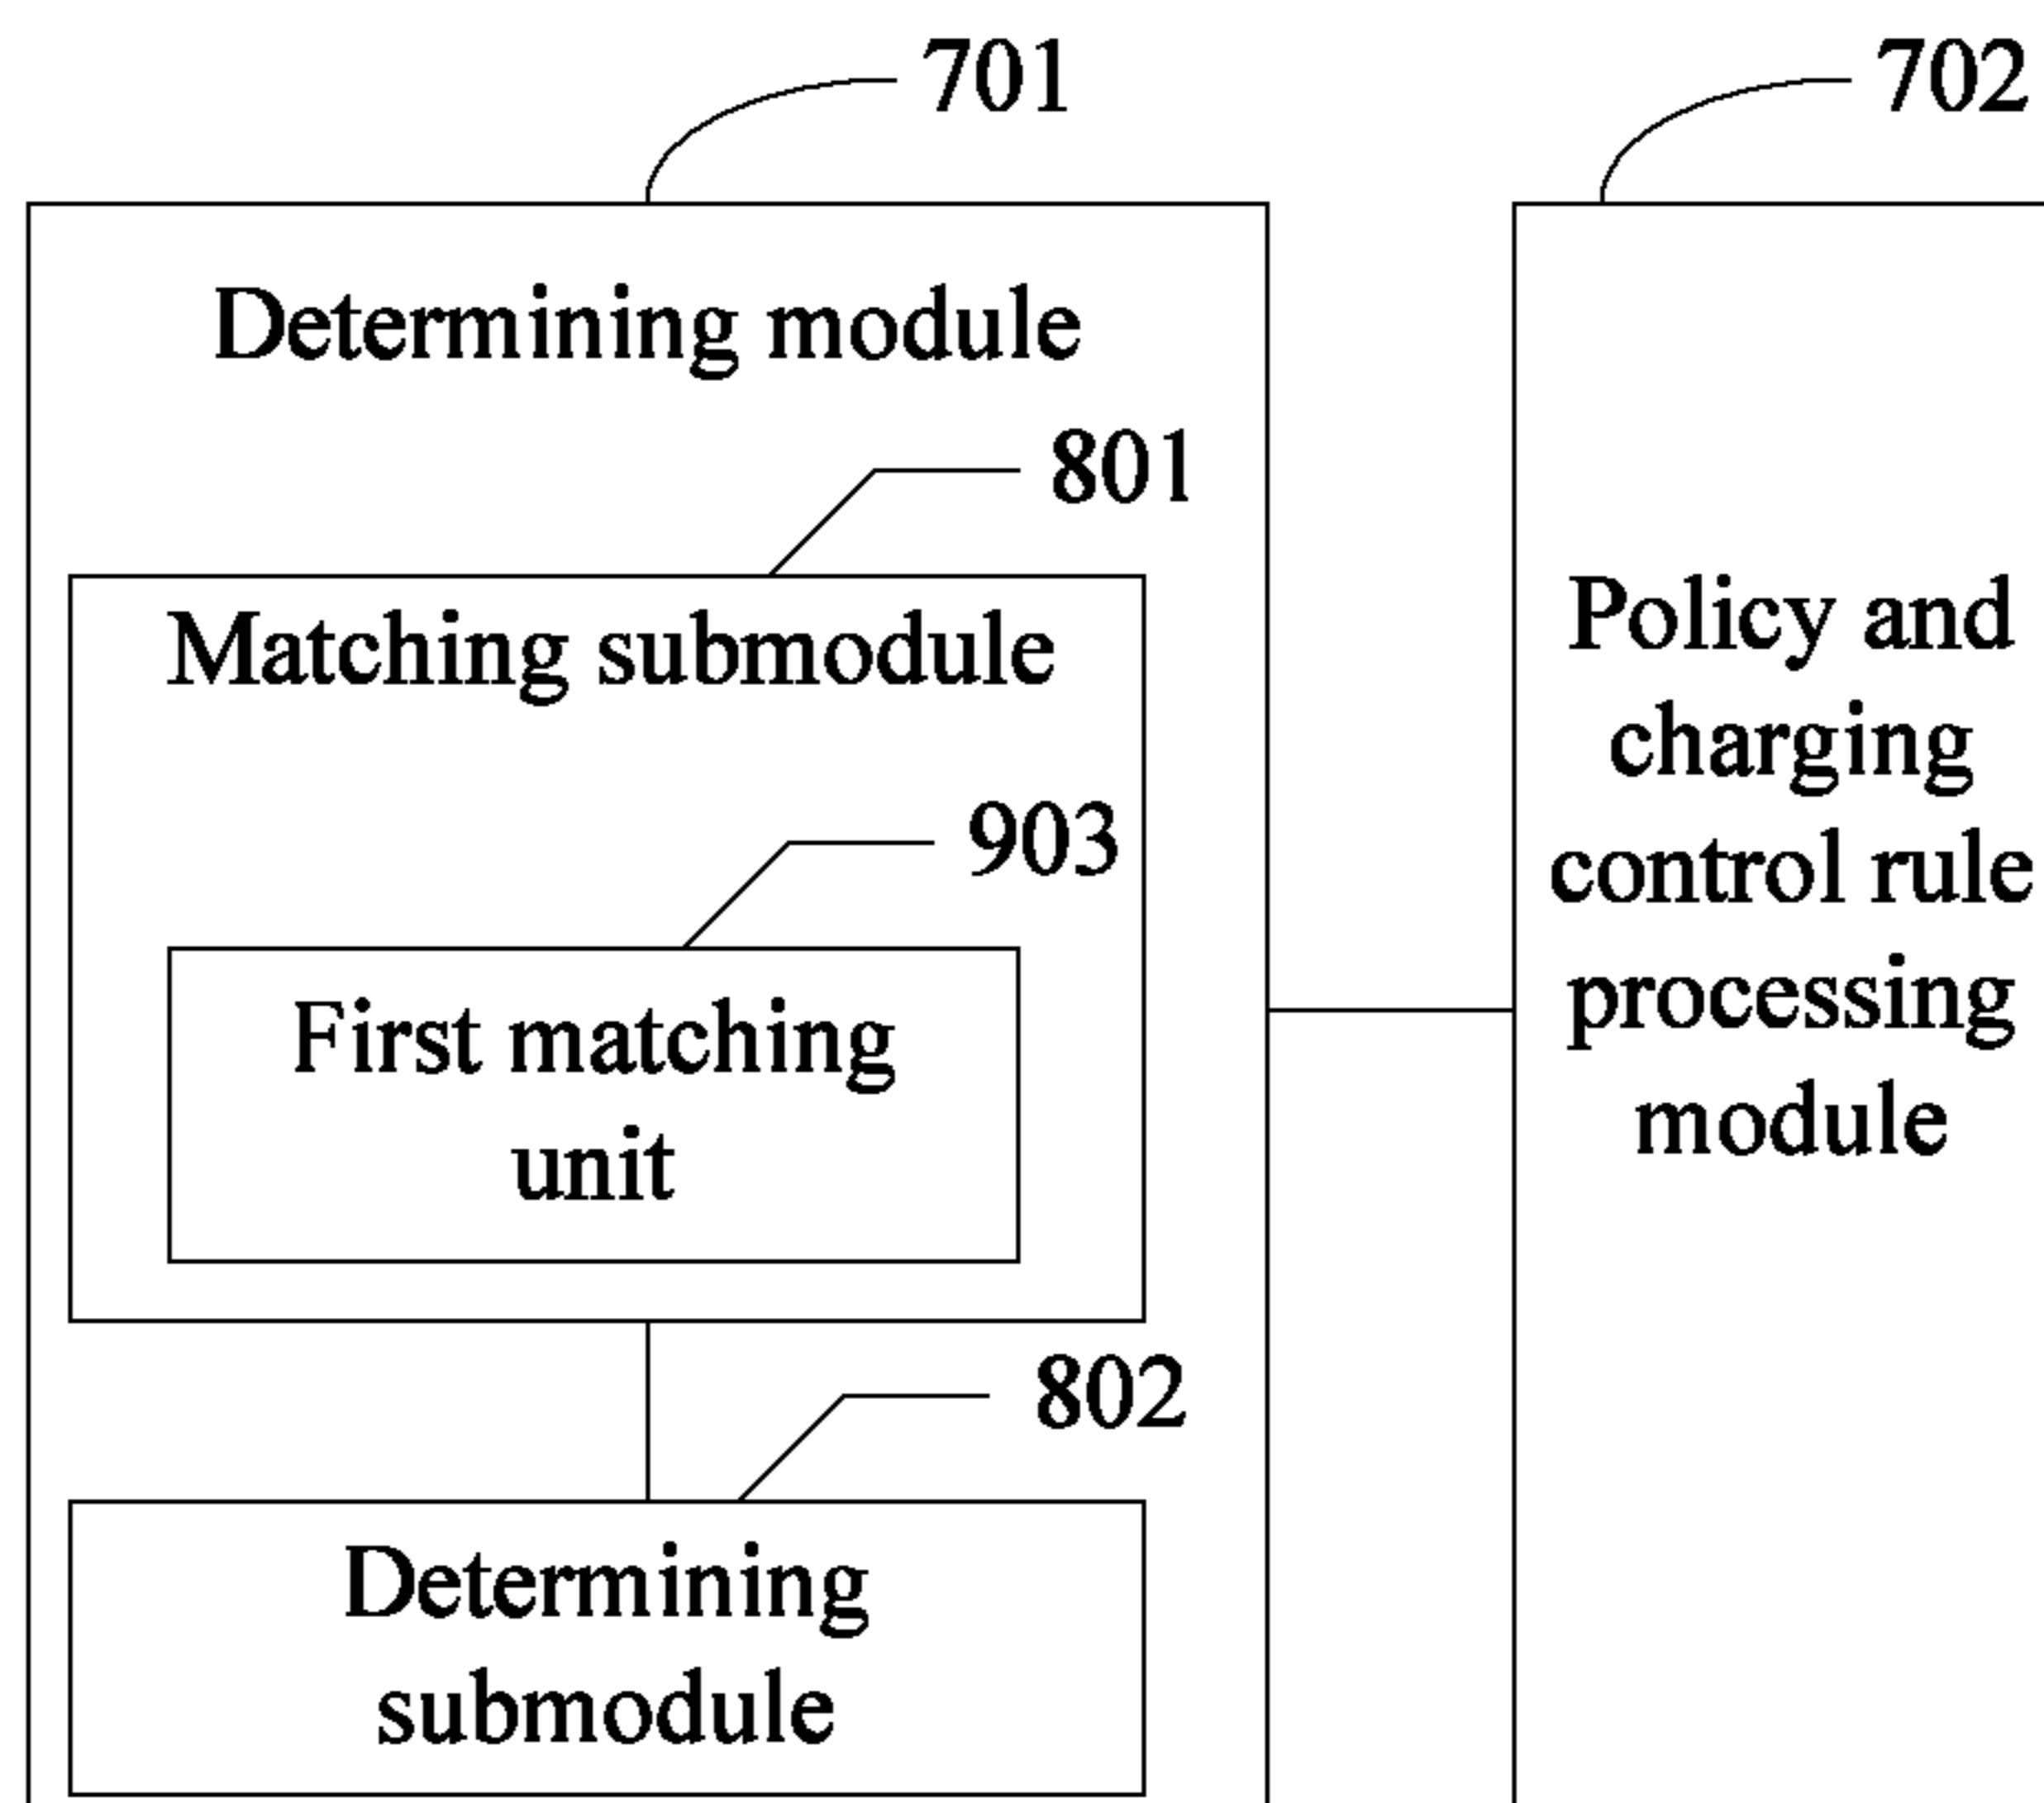 701
702
Determining module
801
Matching submodule
903
First matching
unit
802
Determining
submodule
Policy and
charging
control rule
processing
module